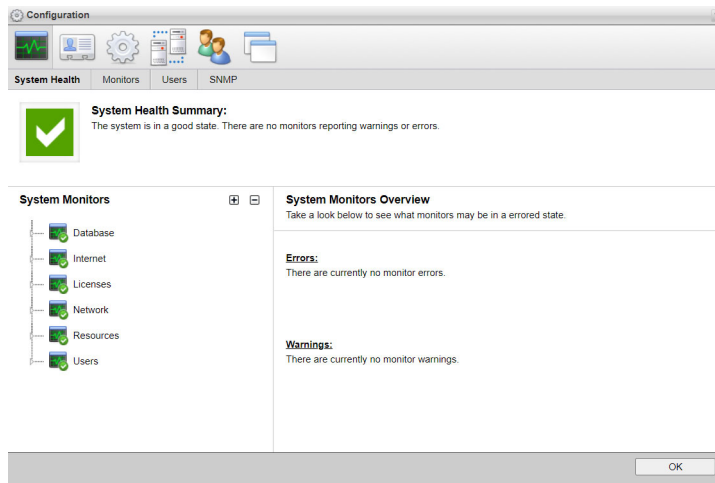 Configuration
System Health
Monitors
Users
SNMP
System Health Summary:
The system is in a good state. There are no monitors reporting warnings or errors.
System Monitors
Database
Internet
Licenses
Network
Resources
Users
System Monitors Overview
Take a look below to see what monitors may be in a errored state.
Errors:
There are currently no monitor errors.
Warnings:
There are currently no monitor warnings.
OK